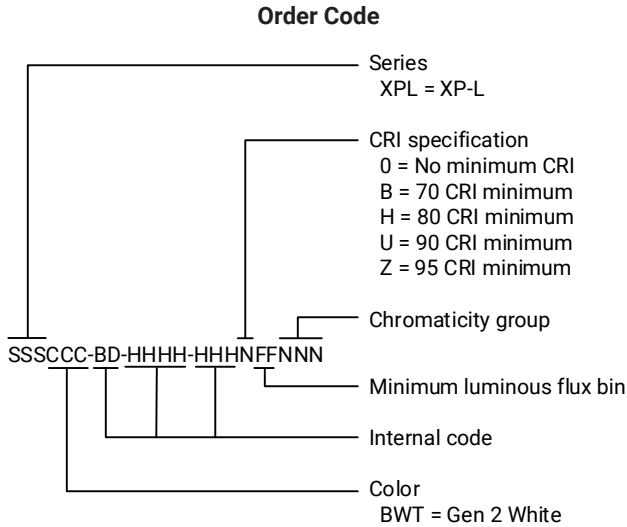 Order Code
Series
XPL = XP-L
CRI specification
0 = No minimum CRI
B = 70 CRI minimum
H = 80 CRI minimum
U = 90 CRI minimum
Z = 95 CRI minimum
Chromaticity group
SSSCCC-BD-HHHH-HHHNFFNNN
Minimum luminous flux bin
Internal code
Color
BWT = Gen 2 White